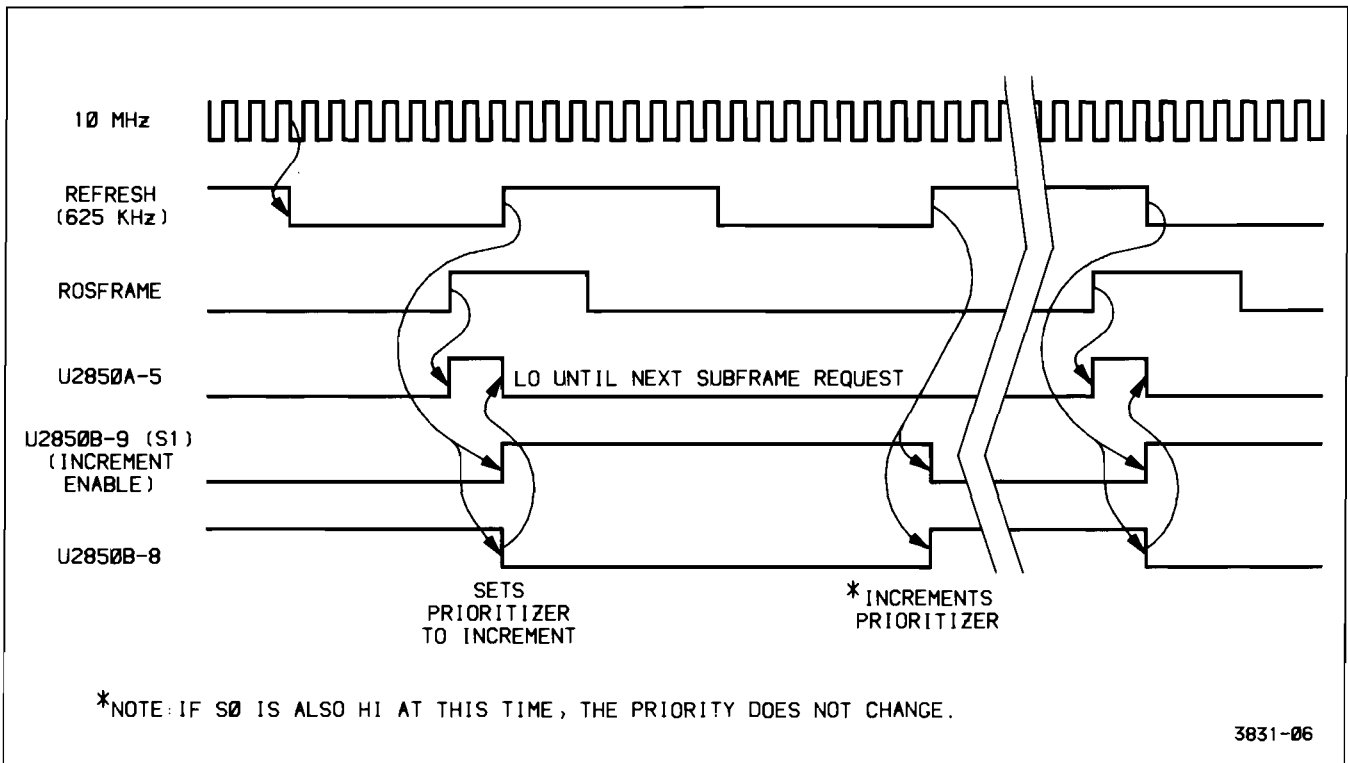 10 MHz
REFRESH
(625 KHz)
ROSFRAME
U2850A-5
LO UNTIL NEXT SUBFRAME REQUEST
U2850B-9 (S1)
(INCREMENT
ENABLE)
U2850B-8
SETS
PRIORITIZER
TO INCREMENT
*INCREMENTS
PRIORITIZER
*NOTE: IF S0 IS ALSO HI AT THIS TIME, THE PRIORITY DOES NOT CHANGE.
3831-06